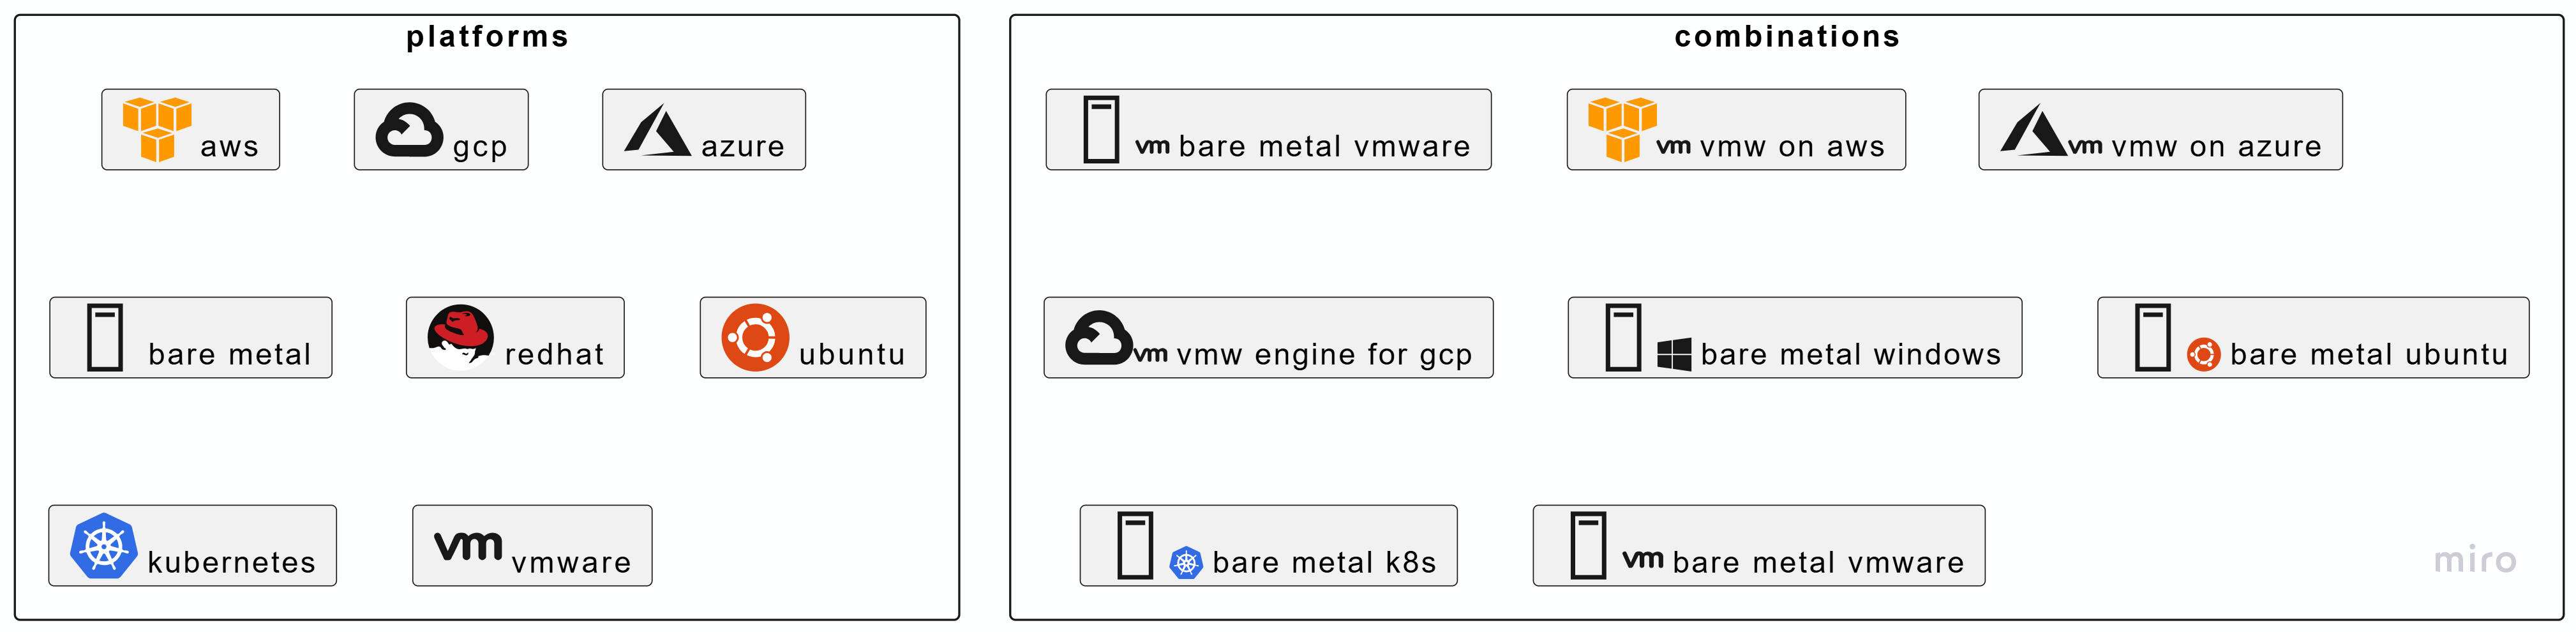 platforms
aws
gcp
azure
bare metal
redhat
ubuntu
kubernetes
vm vmware
combinations
vm bare metal vmware
vm vmw on aws
vm vmw on azure
vm vmw engine for gcp
bare metal windows
bare metal ubuntu
bare metal k8s
vm bare metal vmware
miro